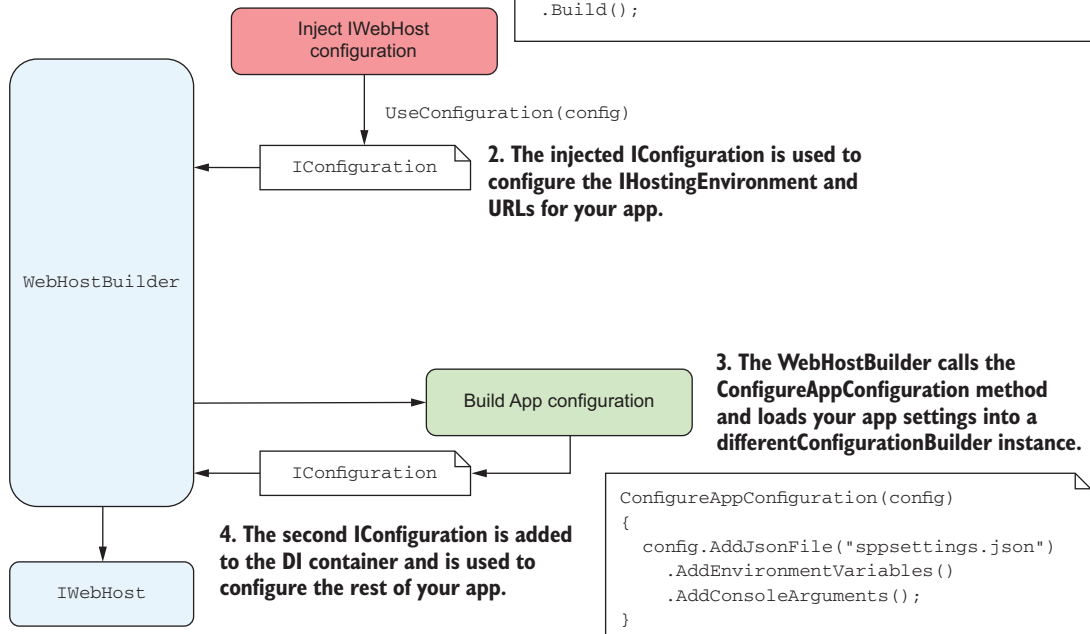 .Build();
Inject IWebHost
configuration
UseConfiguration(config)
IConfiguration
2. The injected IConfiguration is used to
configure the IHostingEnvironment and
URLs for your app.
WebHostBuilder
3. The WebHostBuilder calls the
ConfigureAppConfiguration method
and loads your app settings into a
differentConfigurationBuilder instance.
Build App configuration
IConfiguration
4. The second IConfiguration is added
to the DI container and is used to
configure the rest of your app.
ConfigureAppConfiguration(config)
{
config.AddJsonFile("sppsettings.json")
.AddEnvironmentVariables()
.AddConsoleArguments();
}
IWebHost